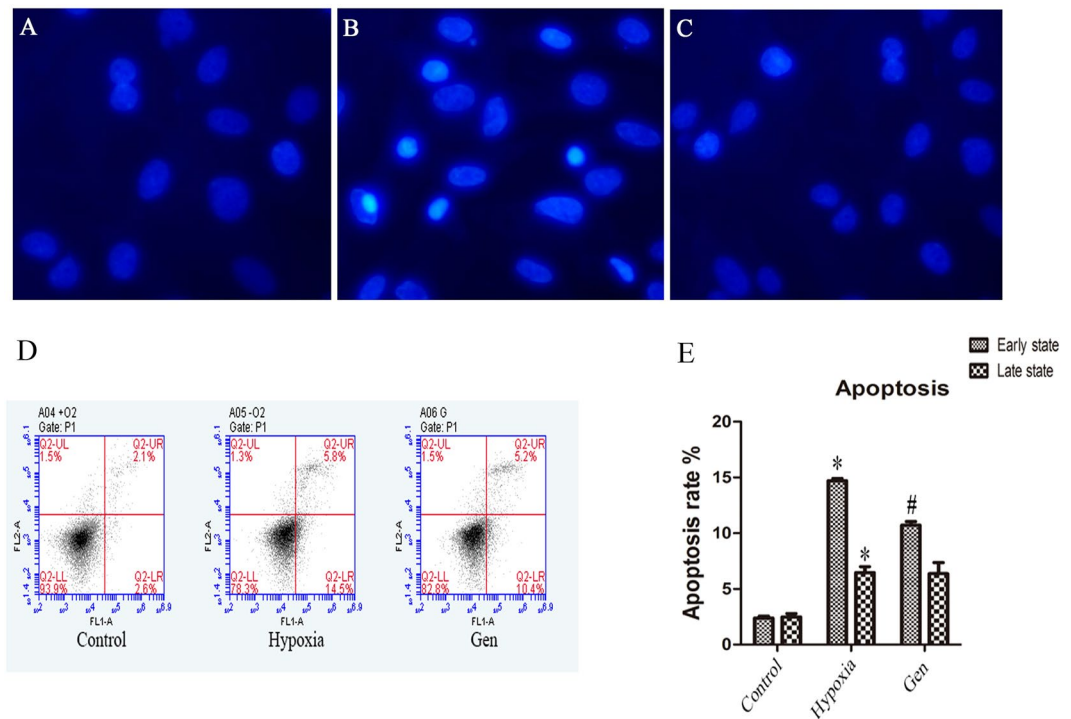 A
B
C
D
A04 +O2
Gate: P1
Q2-UL
1.5%
Q2-UR
2.1%
Q2-LL
93.9%
Q2-LR
2.6%
FL2-A
FL1-A
Control
A05 -O2
Gate: P1
Q2-UL
1.3%
Q2-UR
5.8%
Q2-LL
78.3%
Q2-LR
14.5%
FL2-A
FL1-A
Hypoxia
A06 G
Gate: P1
Q2-UL
1.5%
Q2-UR
5.2%
Q2-LL
82.8%
Q2-LR
10.4%
FL2-A
FL1-A
Gen
E
Early state
Late state
Apoptosis
Apoptosis rate %
20
15
10
5
0
*
*
#
Control
Hypoxia
Gen